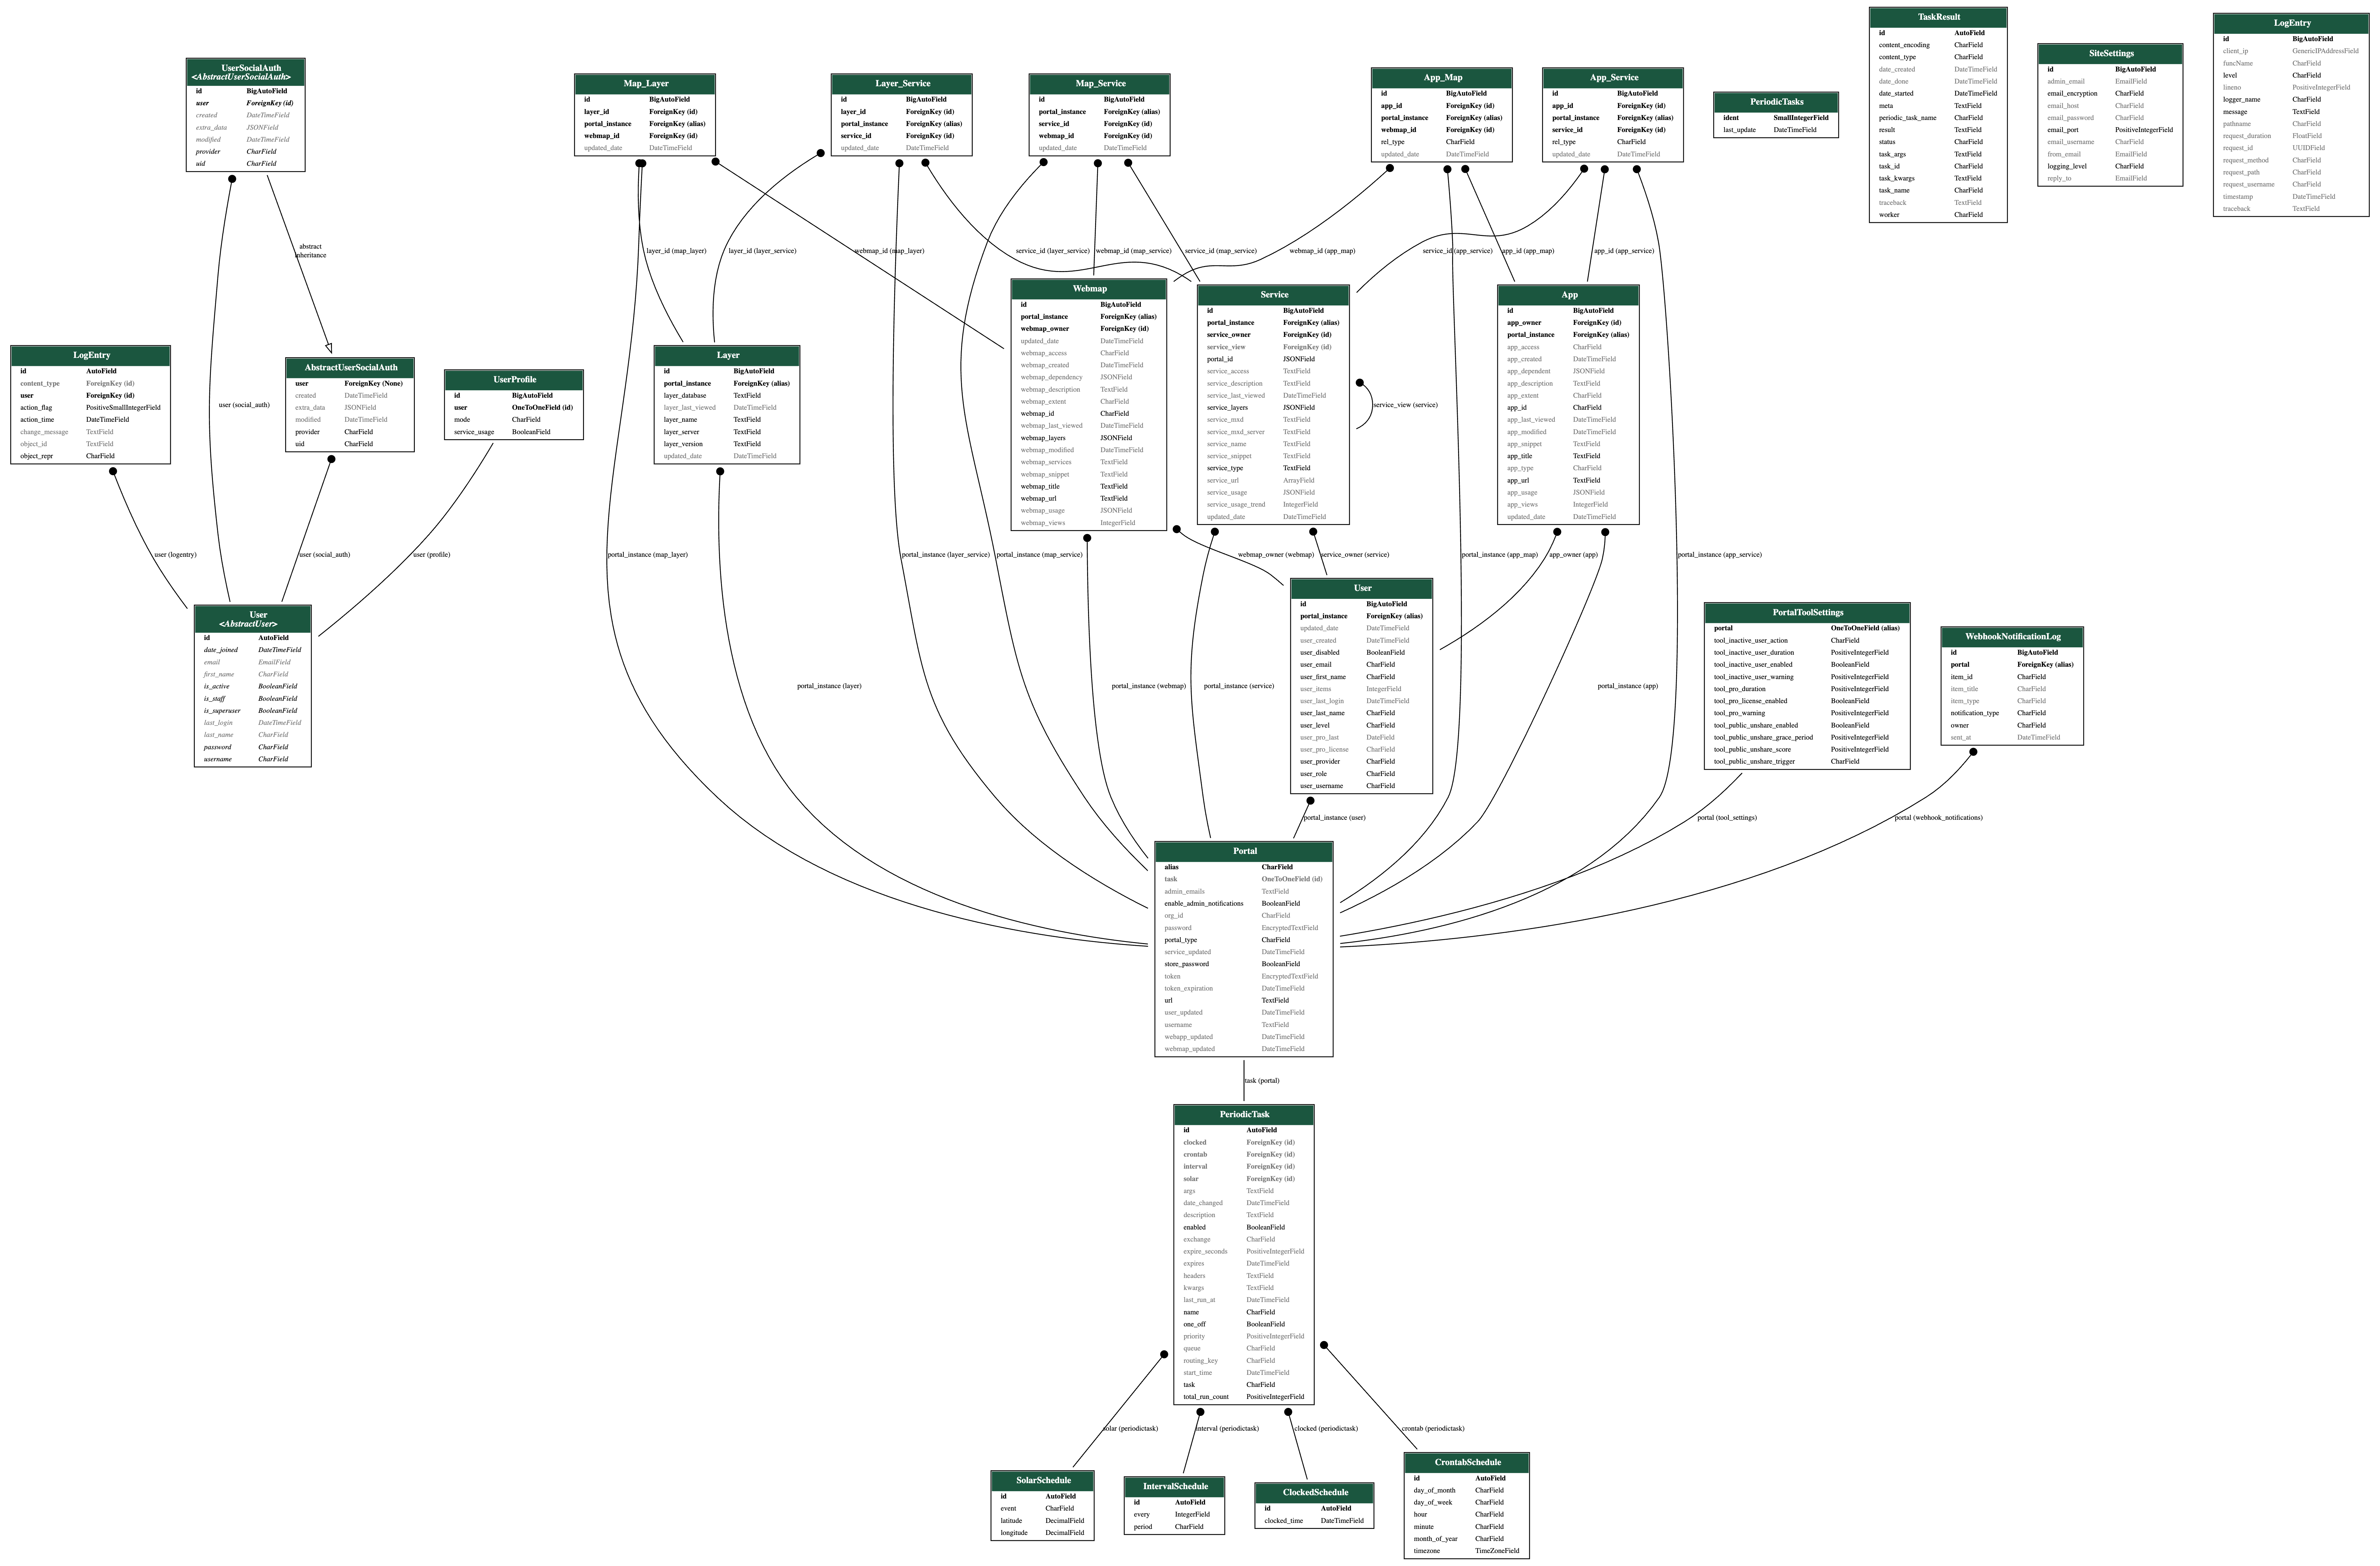 UserSocialAuth
<AbstractUserSocialAuth>
id BigAutoField
user ForeignKey (id)
created DateTimeField
extra_data JSONField
modified DateTimeField
provider CharField
uid CharField
Map_Layer
id BigAutoField
layer_id ForeignKey (id)
portal_instance ForeignKey (alias)
webmap_id ForeignKey (id)
updated_date DateTimeField
Layer_Service
id BigAutoField
layer_id ForeignKey (id)
portal_instance ForeignKey (alias)
service_id ForeignKey (id)
updated_date DateTimeField
Map_Service
id BigAutoField
portal_instance ForeignKey (alias)
service_id ForeignKey (id)
webmap_id ForeignKey (id)
updated_date DateTimeField
App_Map
id BigAutoField
app_id ForeignKey (id)
portal_instance ForeignKey (alias)
webmap_id ForeignKey (id)
rel_type CharField
updated_date DateTimeField
App_Service
id BigAutoField
app_id ForeignKey (id)
portal_instance ForeignKey (alias)
service_id ForeignKey (id)
rel_type CharField
updated_date DateTimeField
PeriodicTasks
ident SmallIntegerField
last_update DateTimeField
TaskResult
id AutoField
content_encoding CharField
content_type CharField
date_created DateTimeField
date_done DateTimeField
date_started DateTimeField
meta TextField
periodic_task_name CharField
result TextField
status CharField
task_args TextField
task_id CharField
task_kwargs TextField
task_name CharField
traceback TextField
worker CharField
SiteSettings
id BigAutoField
admin_email EmailField
email_encryption CharField
email_host CharField
email_password CharField
email_port PositiveIntegerField
email_username CharField
from_email EmailField
logging_level CharField
reply_to EmailField
LogEntry
id BigAutoField
client_ip GenericIPAddressField
funcName CharField
level CharField
lineno PositiveIntegerField
logger_name CharField
message TextField
pathname CharField
request_duration FloatField
request_id UUIDField
request_method CharField
request_path CharField
request_username CharField
timestamp DateTimeField
traceback TextField
abstract
inheritance
layer_id (map_layer)
layer_id (layer_service)
webmap_id (map_layer)
service_id (layer_service)
webmap_id (map_service)
service_id (map_service)
webmap_id (app_map)
service_id (app_service)
app_id (app_map)
app_id (app_service)
LogEntry
id AutoField
content_type ForeignKey (id)
user ForeignKey (id)
action_flag PositiveSmallIntegerField
action_time DateTimeField
change_message TextField
object_id TextField
object_repr CharField
user (social_auth)
AbstractUserSocialAuth
user ForeignKey (None)
created DateTimeField
extra_data JSONField
modified DateTimeField
provider CharField
uid CharField
UserProfile
id BigAutoField
user OneToOneField (id)
mode CharField
service_usage BooleanField
Layer
id BigAutoField
portal_instance ForeignKey (alias)
layer_database TextField
layer_last_viewed DateTimeField
layer_name TextField
layer_server TextField
layer_version TextField
updated_date DateTimeField
Webmap
id BigAutoField
portal_instance ForeignKey (alias)
webmap_owner ForeignKey (id)
updated_date DateTimeField
webmap_access CharField
webmap_created DateTimeField
webmap_dependency JSONField
webmap_description TextField
webmap_extent CharField
webmap_id CharField
webmap_last_viewed DateTimeField
webmap_layers JSONField
webmap_modified DateTimeField
webmap_services TextField
webmap_snippet TextField
webmap_title TextField
webmap_url TextField
webmap_usage JSONField
webmap_views IntegerField
Service
id BigAutoField
portal_instance ForeignKey (alias)
service_owner ForeignKey (id)
service_view ForeignKey (id)
portal_id JSONField
service_access TextField
service_description TextField
service_last_viewed DateTimeField
service_layers JSONField
service_mxd TextField
service_mxd_server TextField
service_name TextField
service_snippet TextField
service_type TextField
service_url ArrayField
service_usage JSONField
service_usage_trend IntegerField
updated_date DateTimeField
service_view (service)
App
id BigAutoField
app_owner ForeignKey (id)
portal_instance ForeignKey (alias)
app_access CharField
app_created DateTimeField
app_dependent JSONField
app_description TextField
app_extent CharField
app_id CharField
app_last_viewed DateTimeField
app_modified DateTimeField
app_snippet TextField
app_title TextField
app_type CharField
app_url TextField
app_usage JSONField
app_views IntegerField
updated_date DateTimeField
user (logentry)
user (social_auth)
user (profile)
portal_instance (map_layer)
portal_instance (layer_service)
portal_instance (map_service)
webmap_owner (webmap)
service_owner (service)
portal_instance (app_map)
app_owner (app)
portal_instance (app_service)
User
<AbstractUser>
id AutoField
date_joined DateTimeField
email EmailField
first_name CharField
is_active BooleanField
is_staff BooleanField
is_superuser BooleanField
last_login DateTimeField
last_name CharField
password CharField
username CharField
portal_instance (layer)
portal_instance (webmap)
portal_instance (service)
User
id BigAutoField
portal_instance ForeignKey (alias)
updated_date DateTimeField
user_created DateTimeField
user_disabled BooleanField
user_email CharField
user_first_name CharField
user_items IntegerField
user_last_login DateTimeField
user_last_name CharField
user_level CharField
user_pro_last DateField
user_pro_license CharField
user_provider CharField
user_role CharField
user_username CharField
portal_instance (app)
PortalToolSettings
portal OneToOneField (alias)
tool_inactive_user_action CharField
tool_inactive_user_duration PositiveIntegerField
tool_inactive_user_enabled BooleanField
tool_inactive_user_warning PositiveIntegerField
tool_pro_duration PositiveIntegerField
tool_pro_license_enabled BooleanField
tool_pro_warning PositiveIntegerField
tool_public_unshare_enabled BooleanField
tool_public_unshare_grace_period PositiveIntegerField
tool_public_unshare_score PositiveIntegerField
tool_public_unshare_trigger CharField
WebhookNotificationLog
id BigAutoField
portal ForeignKey (alias)
item_id CharField
item_title CharField
item_type CharField
notification_type CharField
owner CharField
sent_at DateTimeField
portal_instance (user)
portal (tool_settings)
portal (webhook_notifications)
Portal
alias CharField
task OneToOneField (id)
admin_emails TextField
enable_admin_notifications BooleanField
org_id CharField
password EncryptedTextField
portal_type CharField
service_updated DateTimeField
store_password BooleanField
token EncryptedTextField
token_expiration DateTimeField
url TextField
user_updated DateTimeField
username TextField
webapp_updated DateTimeField
webmap_updated DateTimeField
task (portal)
PeriodicTask
id AutoField
clocked ForeignKey (id)
crontab ForeignKey (id)
interval ForeignKey (id)
solar ForeignKey (id)
args TextField
date_changed DateTimeField
description TextField
enabled BooleanField
exchange CharField
expire_seconds PositiveIntegerField
expires DateTimeField
headers TextField
kwargs TextField
last_run_at DateTimeField
name CharField
one_off BooleanField
priority PositiveIntegerField
queue CharField
routing_key CharField
start_time DateTimeField
task CharField
total_run_count PositiveIntegerField
solar (periodictask)
interval (periodictask)
clocked (periodictask)
crontab (periodictask)
SolarSchedule
id AutoField
event CharField
latitude DecimalField
longitude DecimalField
IntervalSchedule
id AutoField
every IntegerField
period CharField
ClockedSchedule
id AutoField
clocked_time DateTimeField
CrontabSchedule
id AutoField
day_of_month CharField
day_of_week CharField
hour CharField
minute CharField
month_of_year CharField
timezone TimeZoneField